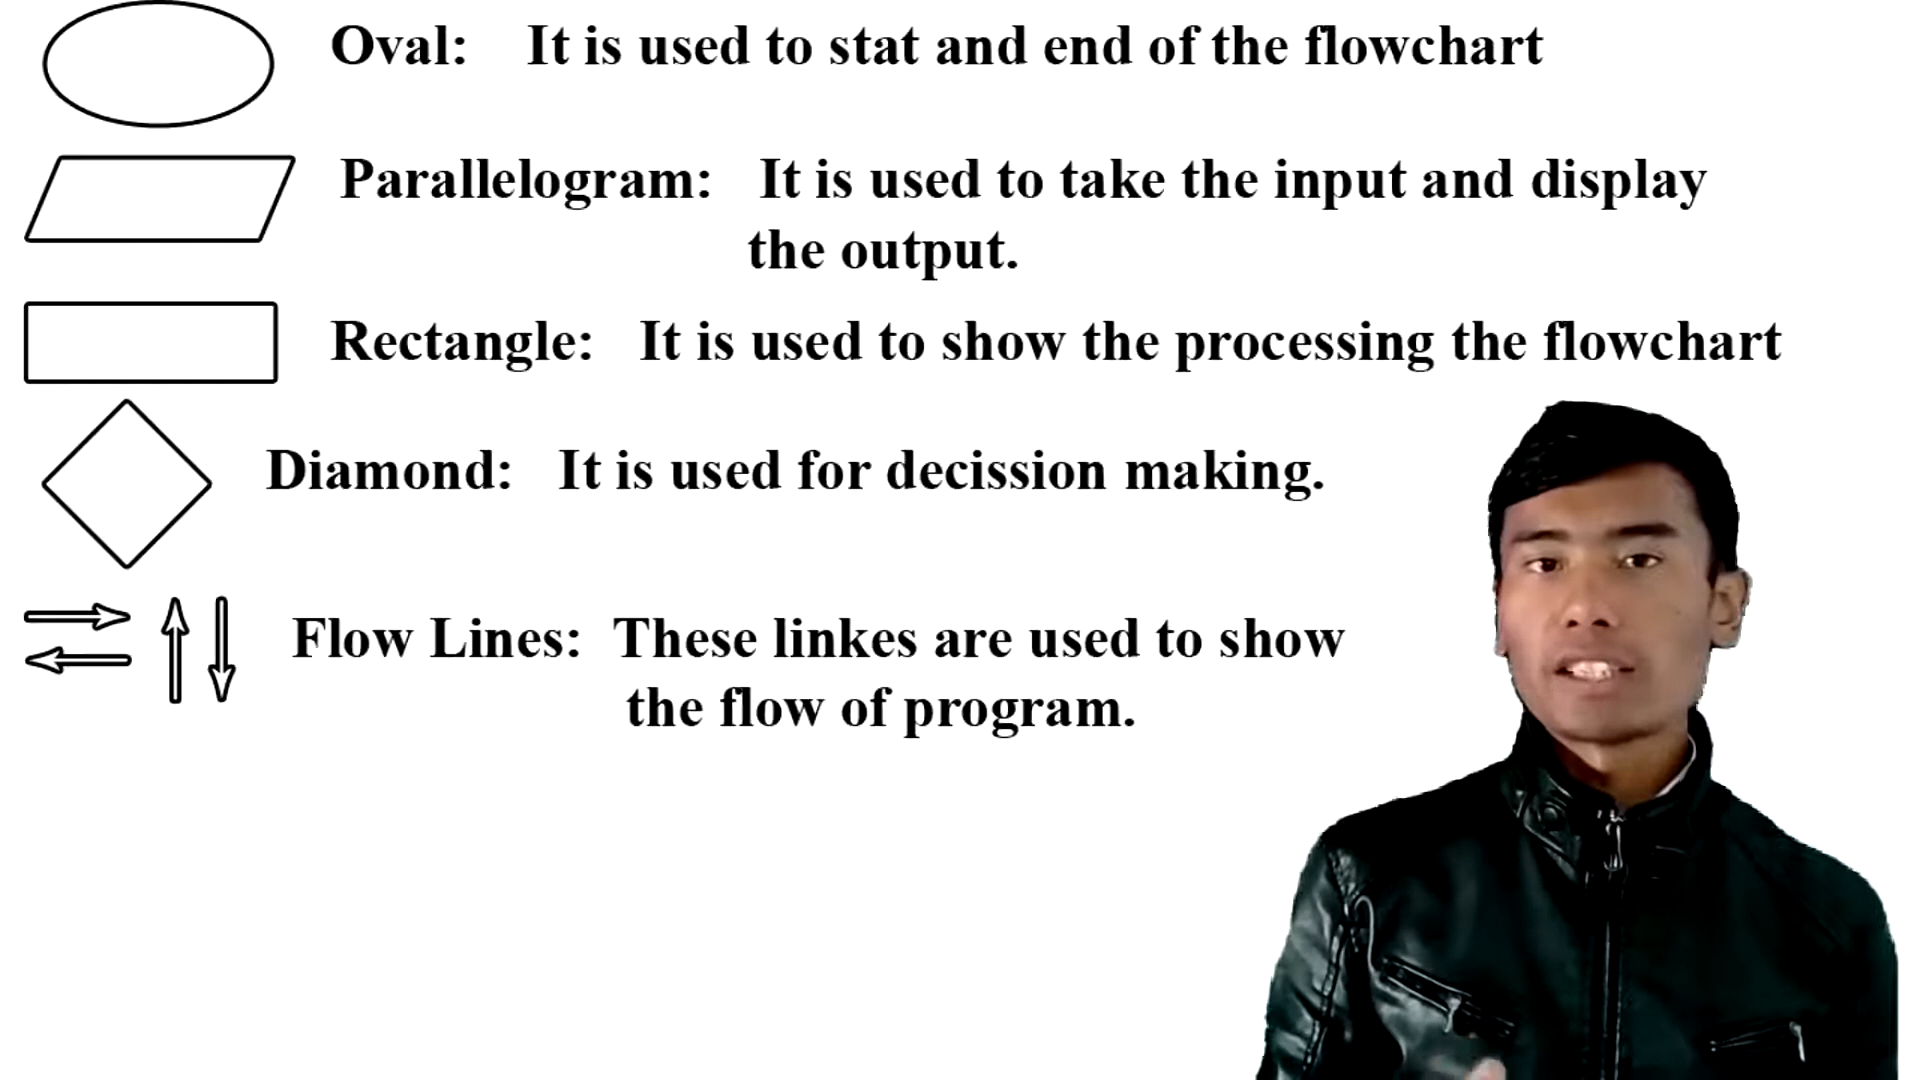 Oval: It is used to stat and end of the flowchart
Parallelogram: It is used to take the input and display
the output.
Rectangle: It is used to show the processing the flowchart
Diamond: It is used for decission making.
Flow Lines: These linkes are used to show
the flow of program.